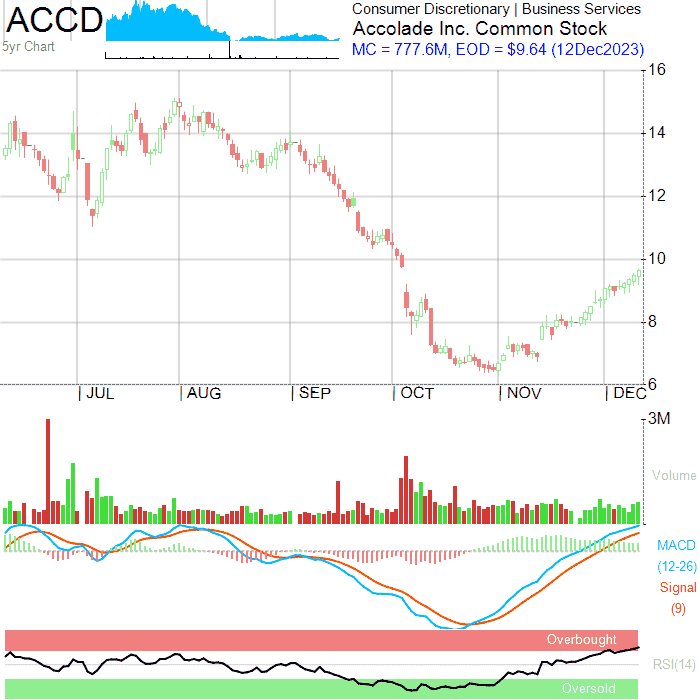 ACCD
5yr Chart
Consumer Discretionary | Business Services
Accolade Inc. Common Stock
MC = 777.6M, EOD = $9.64 (12Dec2023)
16
14
12
10
8
6
JUL
AUG
SEP
OCT
NOV
DEC
3M
Volume
MACD
(12-26)
Signal
(9)
Overbought
RSI(14)
Oversold